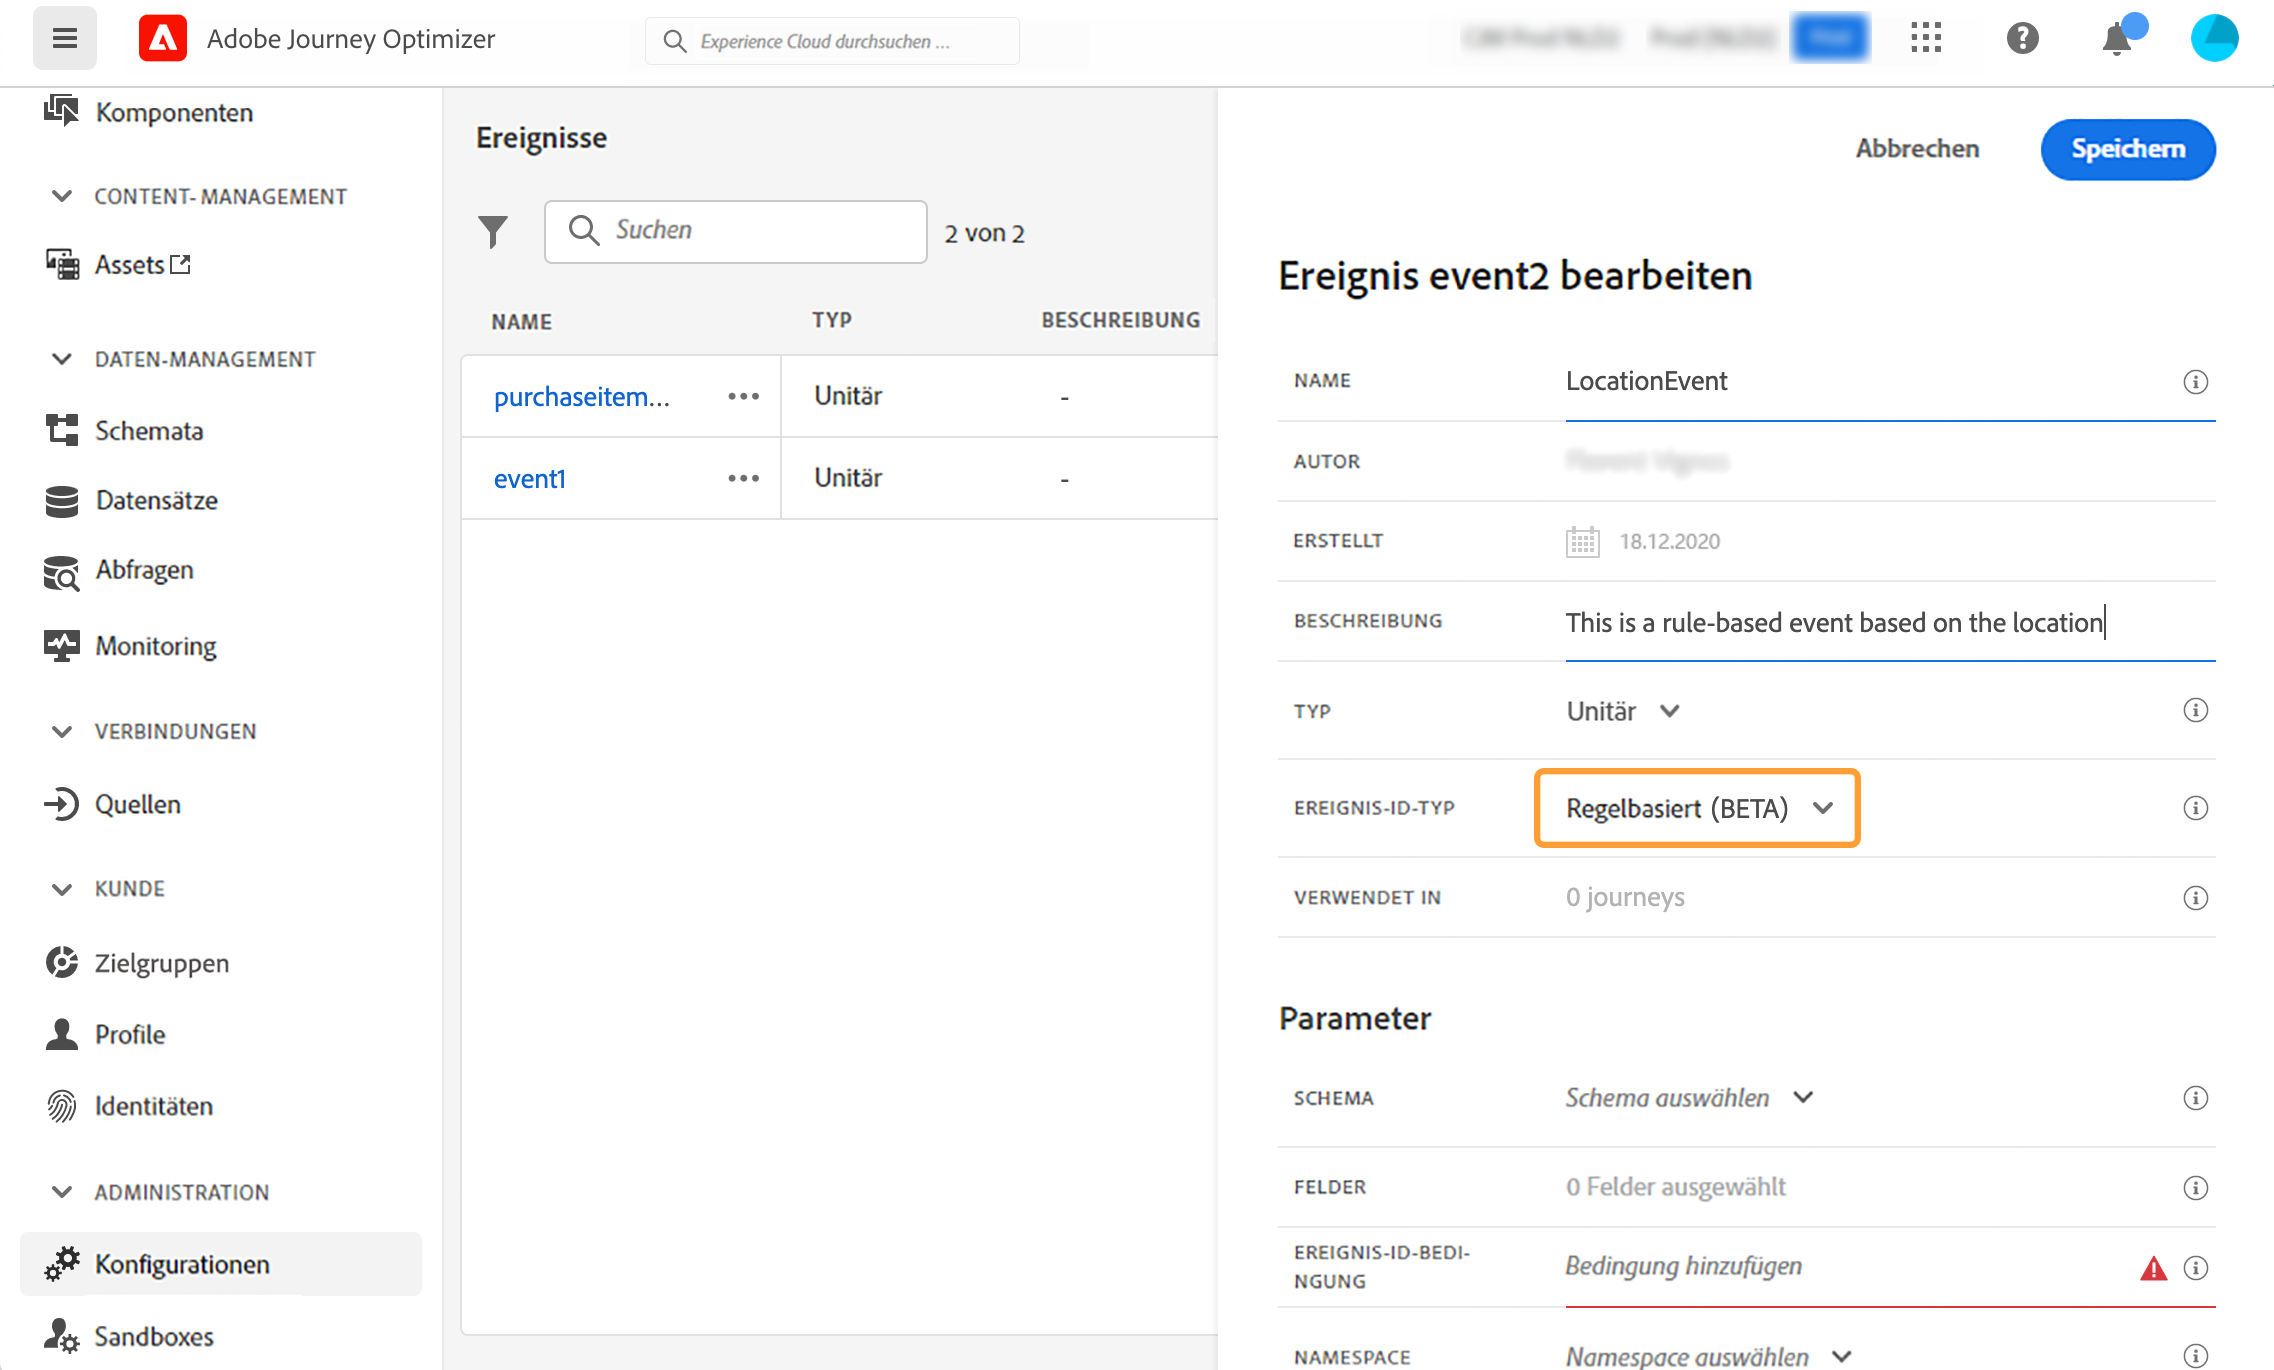 Adobe Journey Optimizer
Experience Cloud durchsuchen ...
Komponenten
CONTENT- MANAGEMENT
Assets
DATEN-MANAGEMENT
Schemata
Datensätze
Abfragen
Monitoring
VERBINDUNGEN
Quellen
KUNDE
Zielgruppen
Profile
Identitäten
ADMINISTRATION
Konfigurationen
Sandboxes
Ereignisse
Suchen
2 von 2
NAME TYP BESCHREIBUNG
purchaseitem... Unitär -
event1 Unitär -
Abbrechen
Speichern
Ereignis event2 bearbeiten
NAME LocationEvent
AUTOR
ERSTELLT 18.12.2020
BESCHREIBUNG This is a rule-based event based on the location
TYP Unitär
EREIGNIS-ID-TYP Regelbasiert (BETA)
VERWENDET IN 0 journeys
Parameter
SCHEMA Schema auswählen
FELDER 0 Felder ausgewählt
EREIGNIS-ID-BEDI-
NGUNG Bedingung hinzufügen
NAMESPACE Namespace auswählen